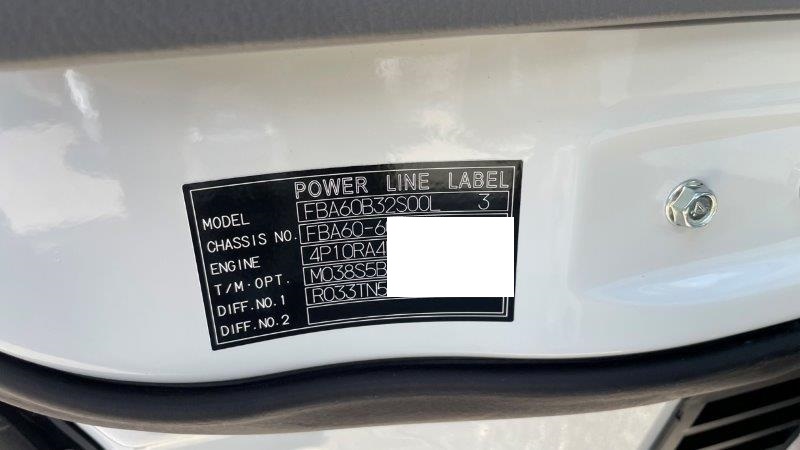 POWER LINE LABEL
MODEL FBA60B32S00L 3
CHASSIS NO. FBA60-6
ENGINE 4P10RA4
T/M·OPT. M038S5B
DIFF.NO.1 R033TN5
DIFF.NO.2